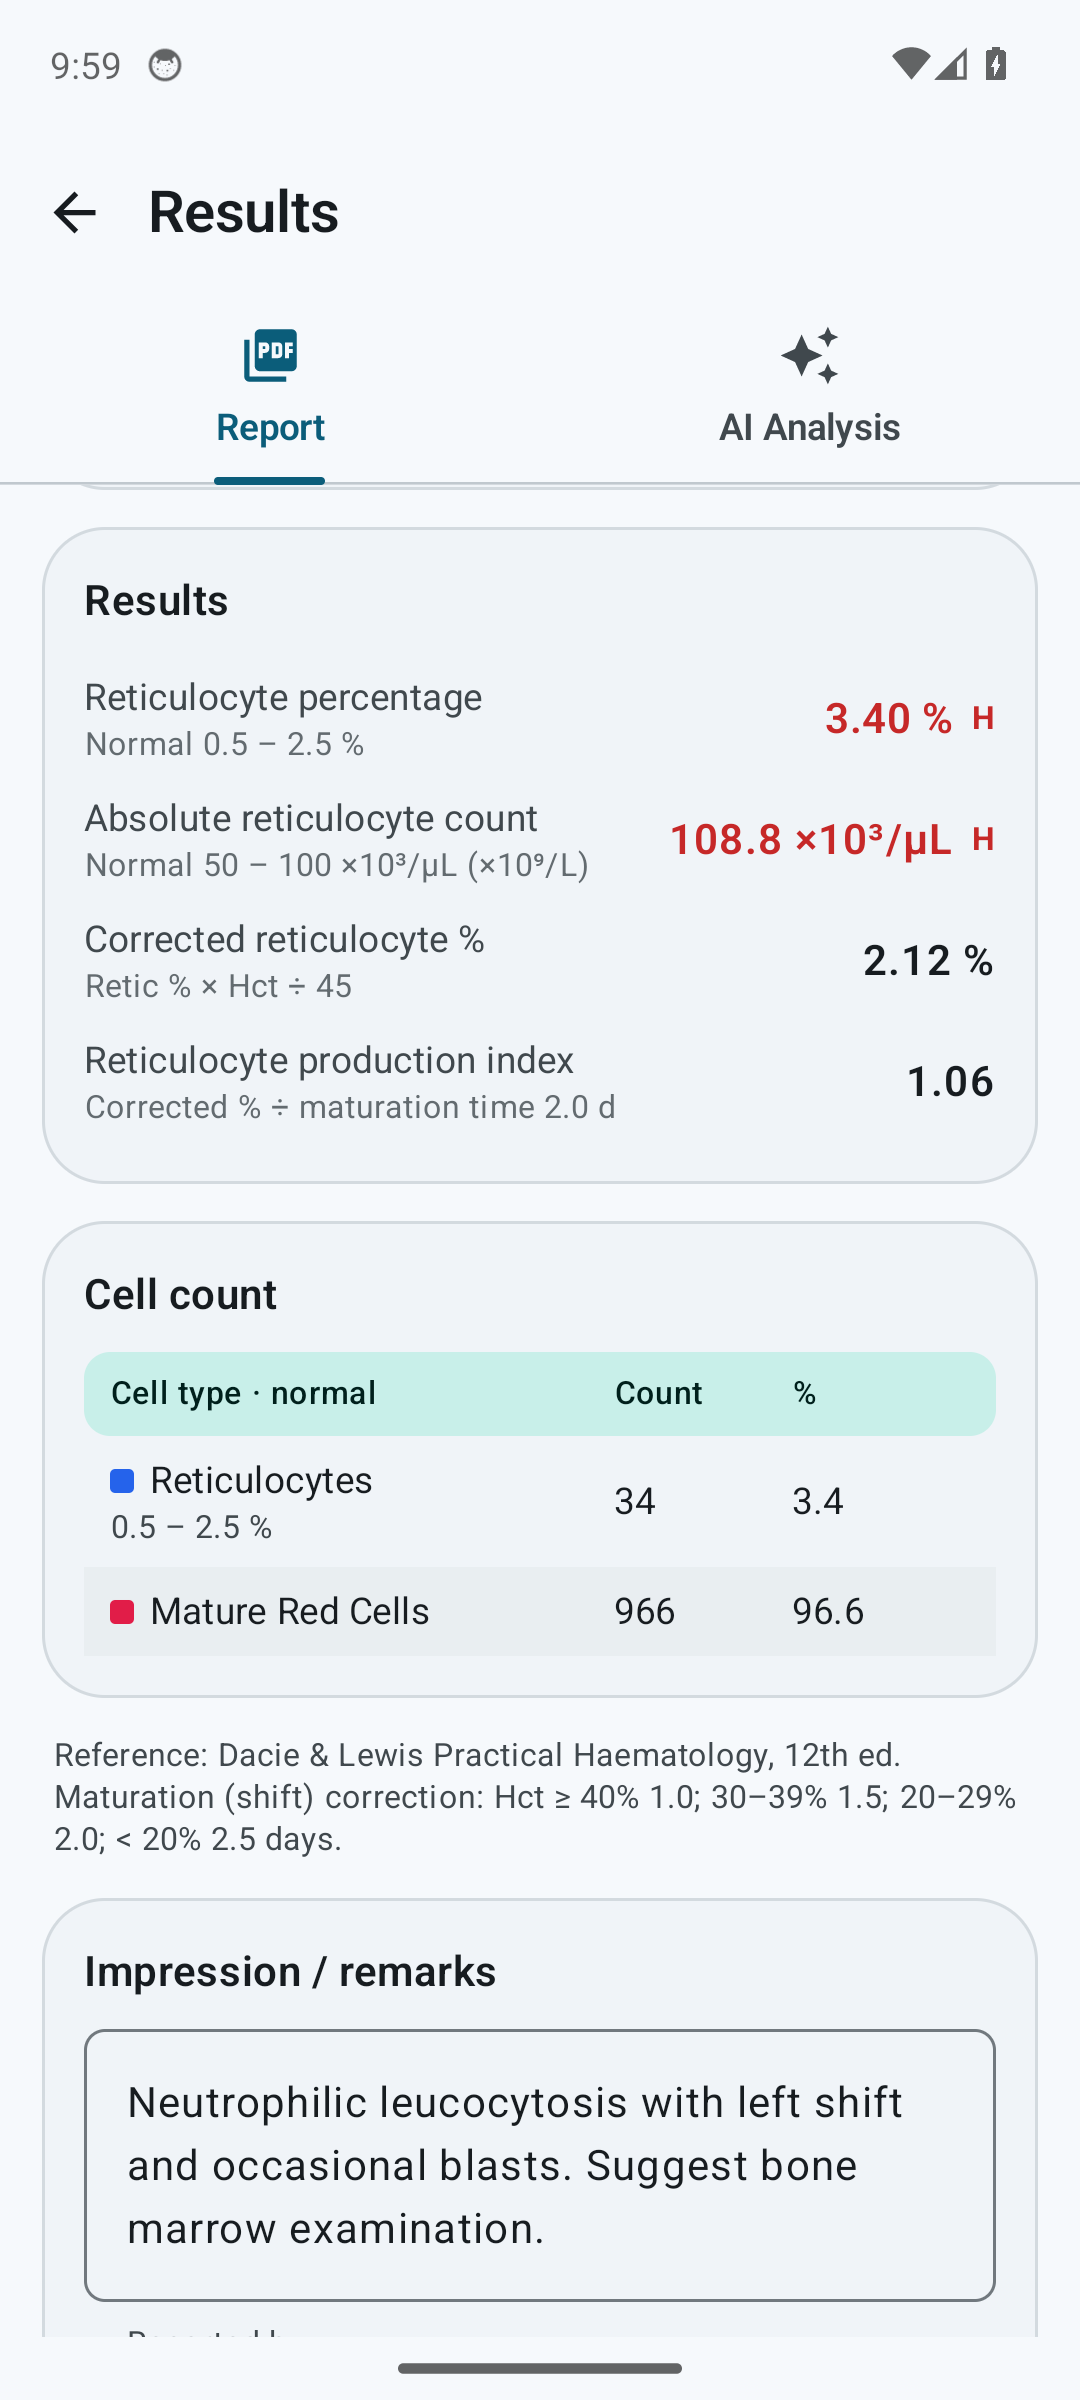 9:59
Results
PDF
Report
AI Analysis
Results
Reticulocyte percentage
Normal 0.5 – 2.5 %
3.40 % H
Absolute reticulocyte count
Normal 50 – 100 ×10³/µL (×10⁹/L)
108.8 ×10³/µL H
Corrected reticulocyte %
Retic % × Hct ÷ 45
2.12 %
Reticulocyte production index
Corrected % ÷ maturation time 2.0 d
1.06
Cell count
Cell type · normal Count %
Reticulocytes
0.5 – 2.5 %
34 3.4
Mature Red Cells 966 96.6
Reference: Dacie & Lewis Practical Haematology, 12th ed.
Maturation (shift) correction: Hct ≥ 40% 1.0; 30–39% 1.5; 20–29%
2.0; < 20% 2.5 days.
Impression / remarks
Neutrophilic leucocytosis with left shift
and occasional blasts. Suggest bone
marrow examination.